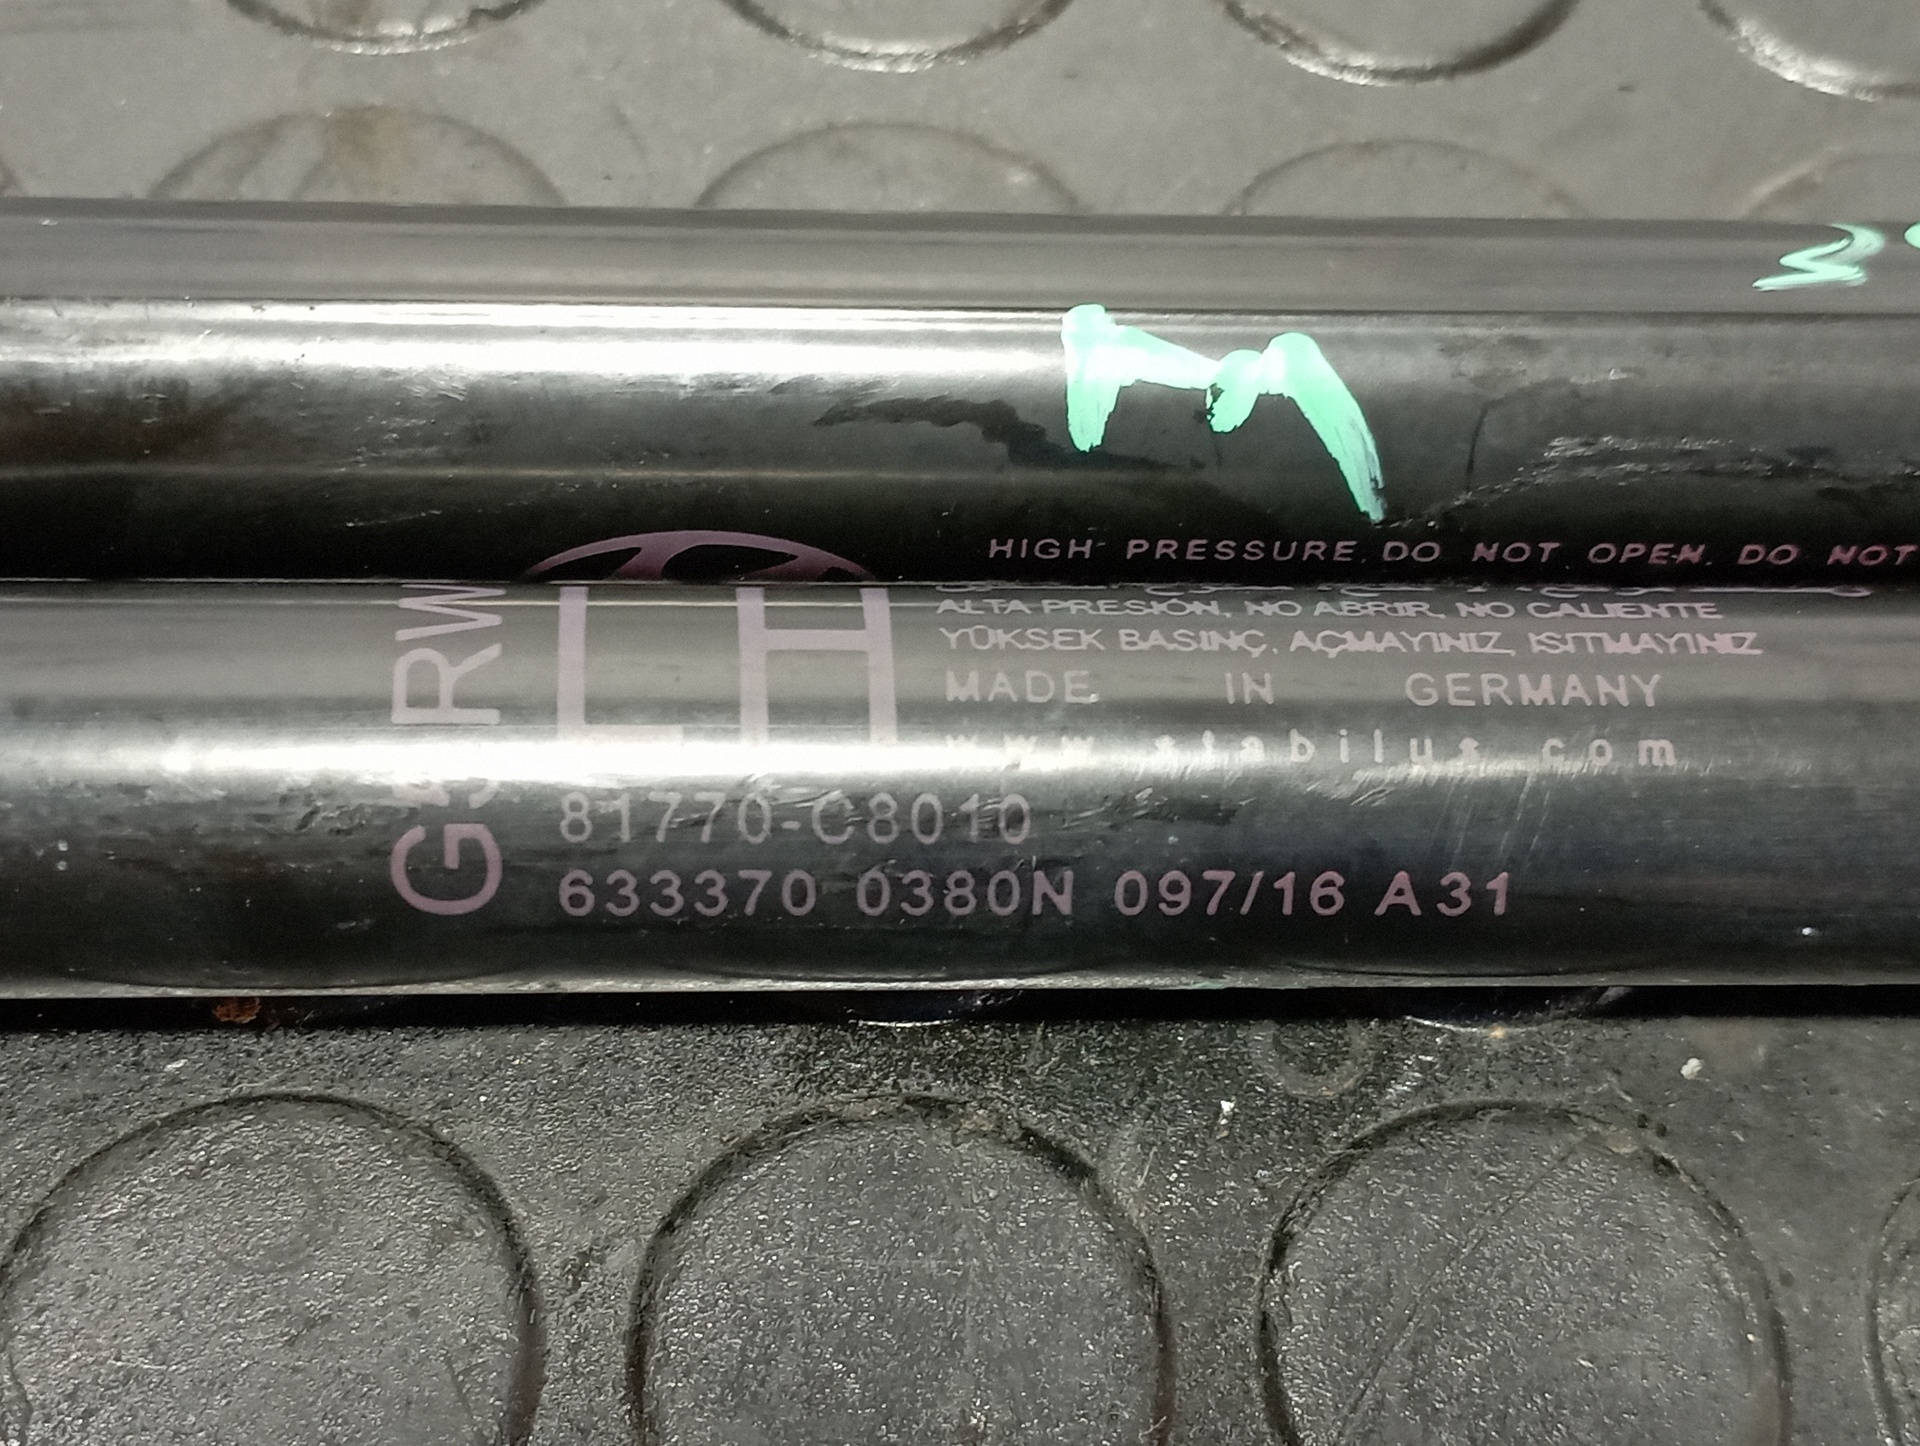 HIGH PRESSURE, DO NOT OPEN. DO NOT
ALTA PRESIÓN, NO ABRIR, NO CALIENTE
YÜKSEK BASINÇ, AÇMAYINIZ, ISITMAYINIZ
MADE IN GERMANY
www.stabilus.com
LH
81770-C8010
633370 0380N 097/16 A31